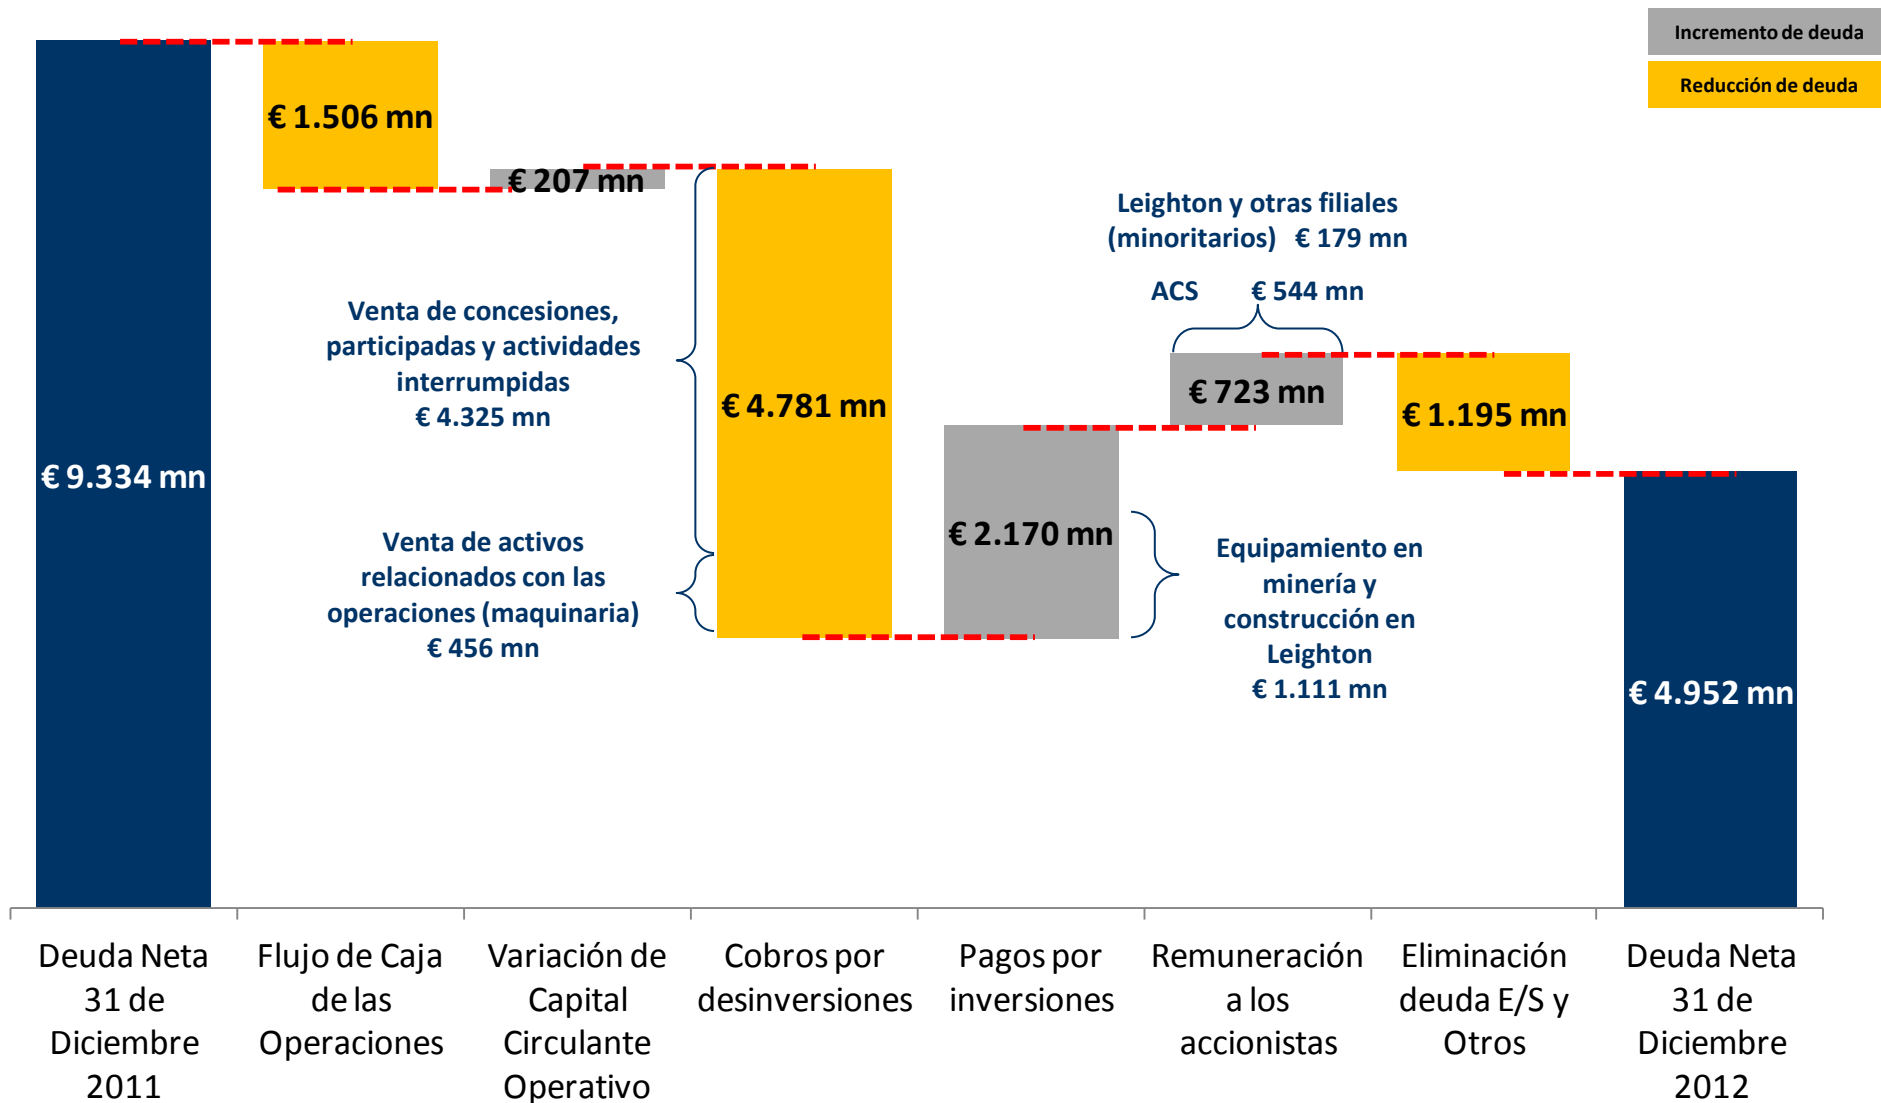 Incremento de deuda
Reducción de deuda
€ 1.506 mn
€ 207 mn
Leighton y otras filiales
(minoritarios) € 179 mn
ACS € 544 mn
Venta de concesiones,
participadas y actividades
interrumpidas
€ 4.325 mn
€ 4.781 mn
€ 723 mn
€ 1.195 mn
€ 9.334 mn
€ 2.170 mn
Venta de activos
relacionados con las
operaciones (maquinaria)
€ 456 mn
Equipamiento en
minería y
construcción en
Leighton
€ 1.111 mn
€ 4.952 mn
Deuda Neta
31 de
Diciembre
2011
Flujo de Caja
de las
Operaciones
Variación de
Capital
Circulante
Operativo
Cobros por
desinversiones
Pagos por
inversiones
Remuneración
a los
accionistas
Eliminación
deuda E/S y
Otros
Deuda Neta
31 de
Diciembre
2012